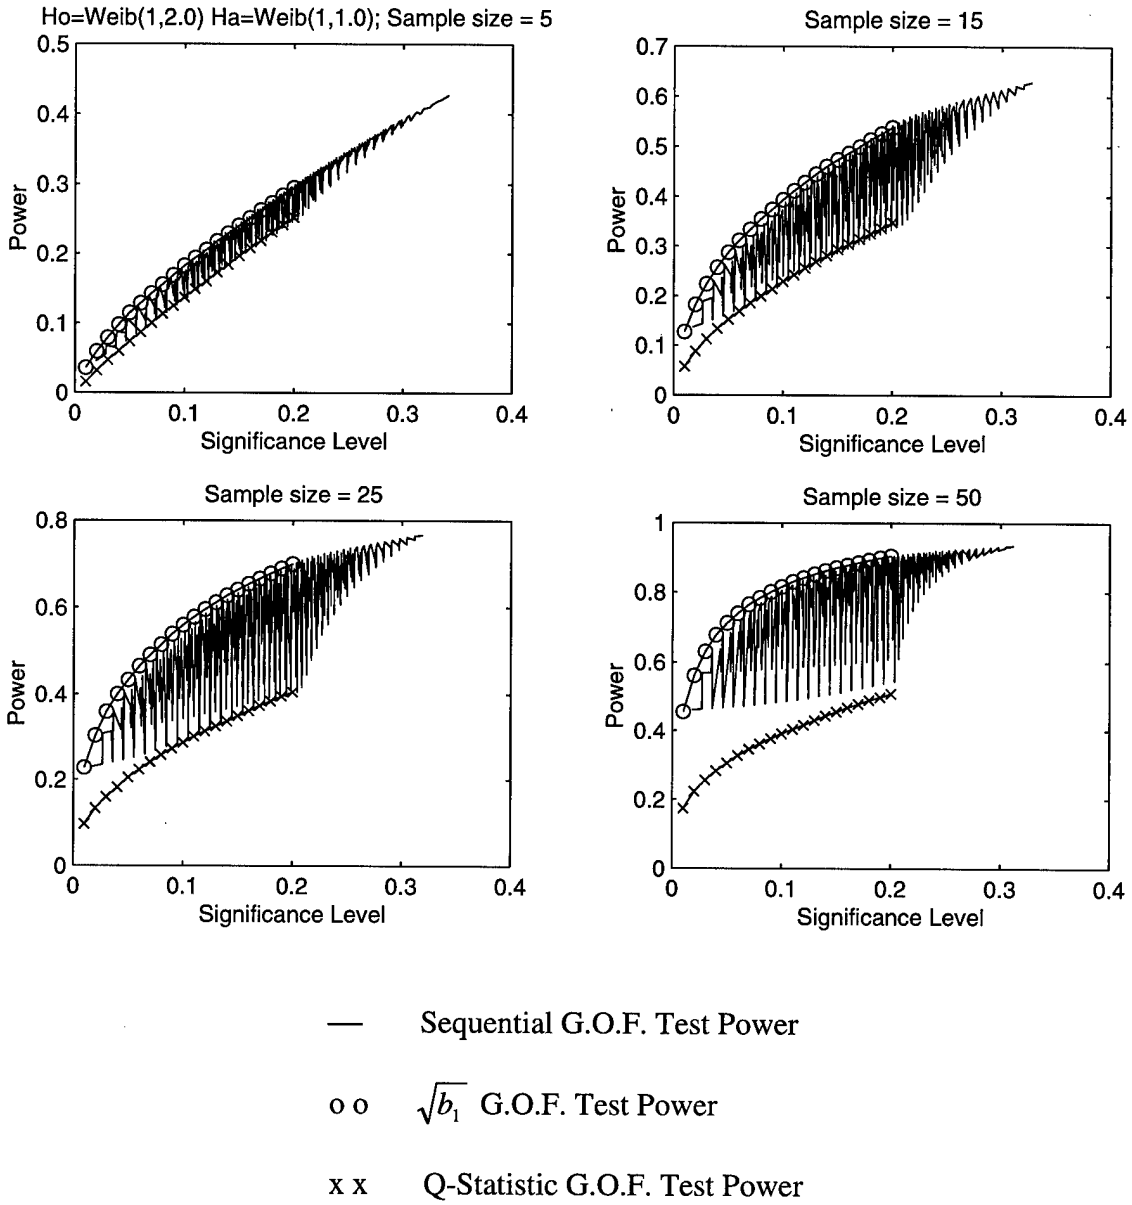 Ho=Weib(1,2.0) Ha=Weib(1,1.0); Sample size = 5
0.5
0.4
0.3
0.2
0.1
0
Power
0 0.1 0.2 0.3 0.4
Significance Level
Sample size = 15
0.7
0.6
0.5
0.4
0.3
0.2
0.1
0
Power
0 0.1 0.2 0.3 0.4
Significance Level
Sample size = 25
0.8
0.6
0.4
0.2
0
Power
0 0.1 0.2 0.3 0.4
Significance Level
Sample size = 50
1
0.8
0.6
0.4
0.2
0
Power
0 0.1 0.2 0.3 0.4
Significance Level
— Sequential G.O.F. Test Power
o o √b₁ G.O.F. Test Power
x x Q-Statistic G.O.F. Test Power